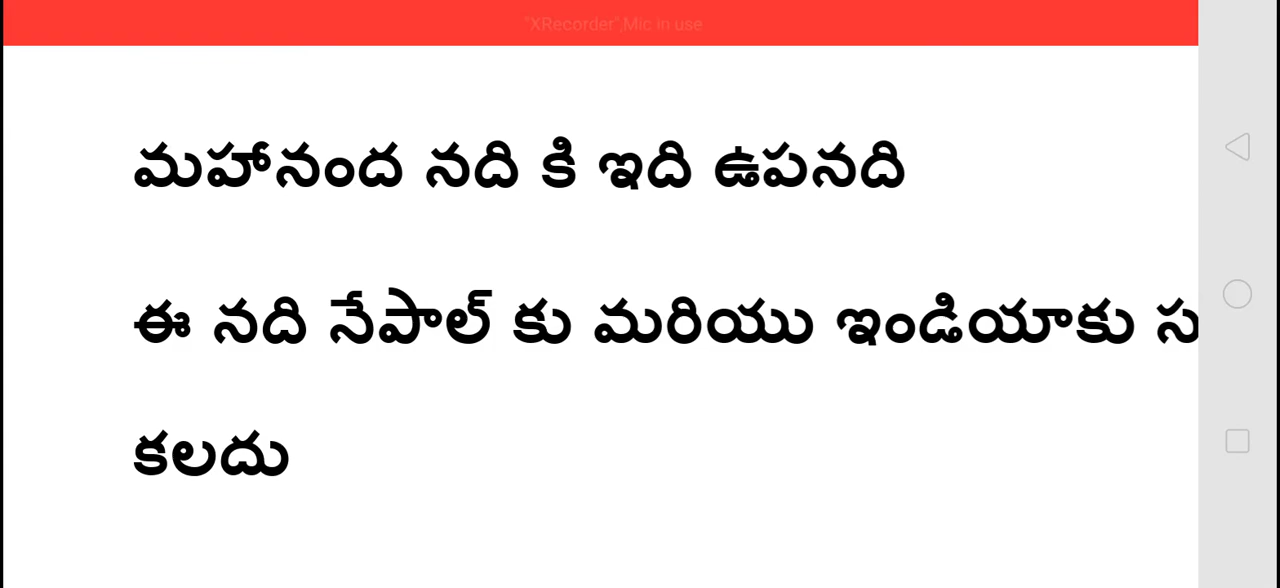 "XRecorder",Mic in use
మహానంద నది కి ఇది ఉపనది
ఈ నది నేపాల్ కు మరియు ఇండియాకు
కలదు